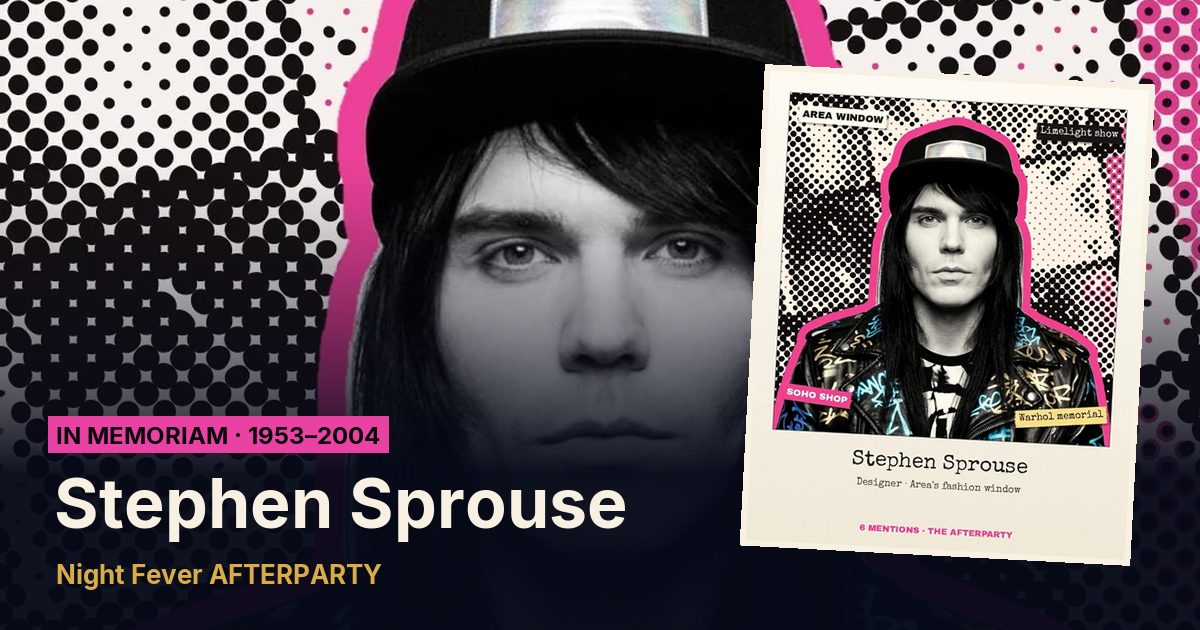 IN MEMORIAM · 1953–2004
Stephen Sprouse
Night Fever AFTERPARTY
AREA WINDOW
Limelight show
SOHO SHOP
Warhol memorial
Stephen Sprouse
Designer · Area's fashion window
6 MENTIONS · THE AFTERPARTY